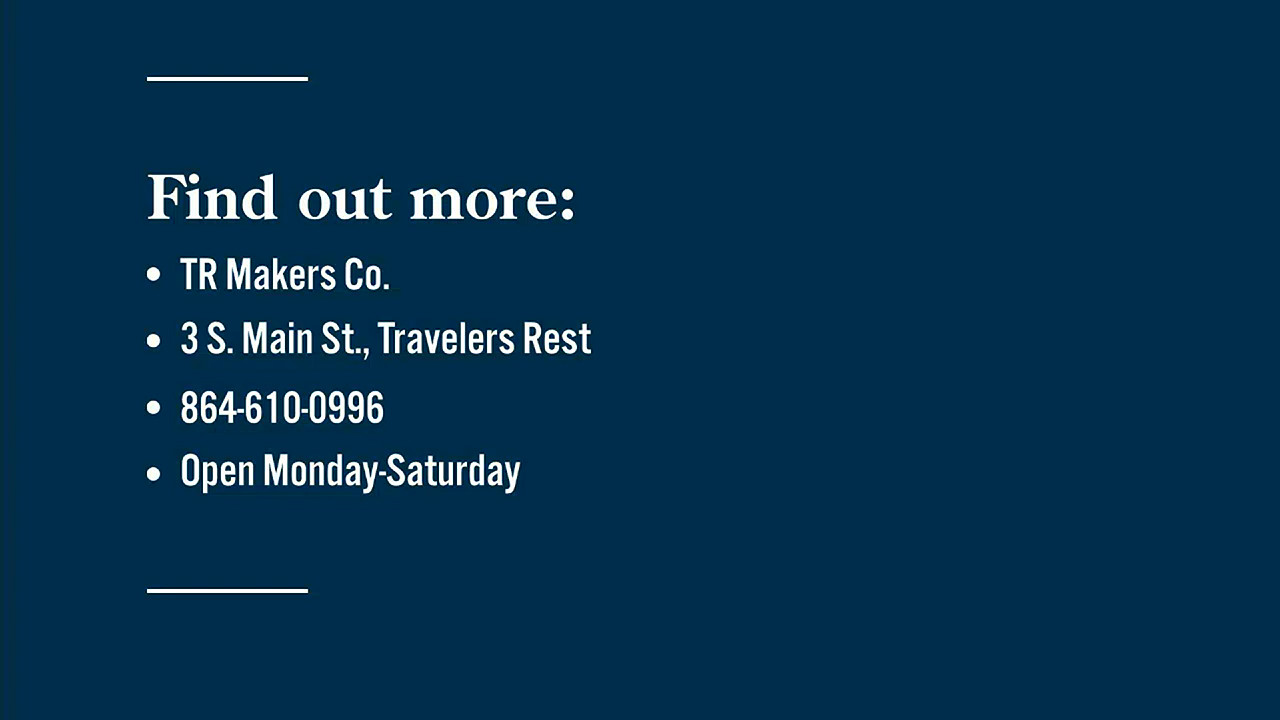 Find out more:
• TR Makers Co.
• 3 S. Main St., Travelers Rest
• 864-610-0996
• Open Monday-Saturday